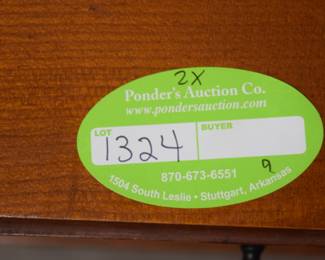 2X
Ponder's Auction Co.
www.pondersauction.com
LOT
1324
BUYER
870-673-6551
9
1504 South Leslie • Stuttgart, Arkansas